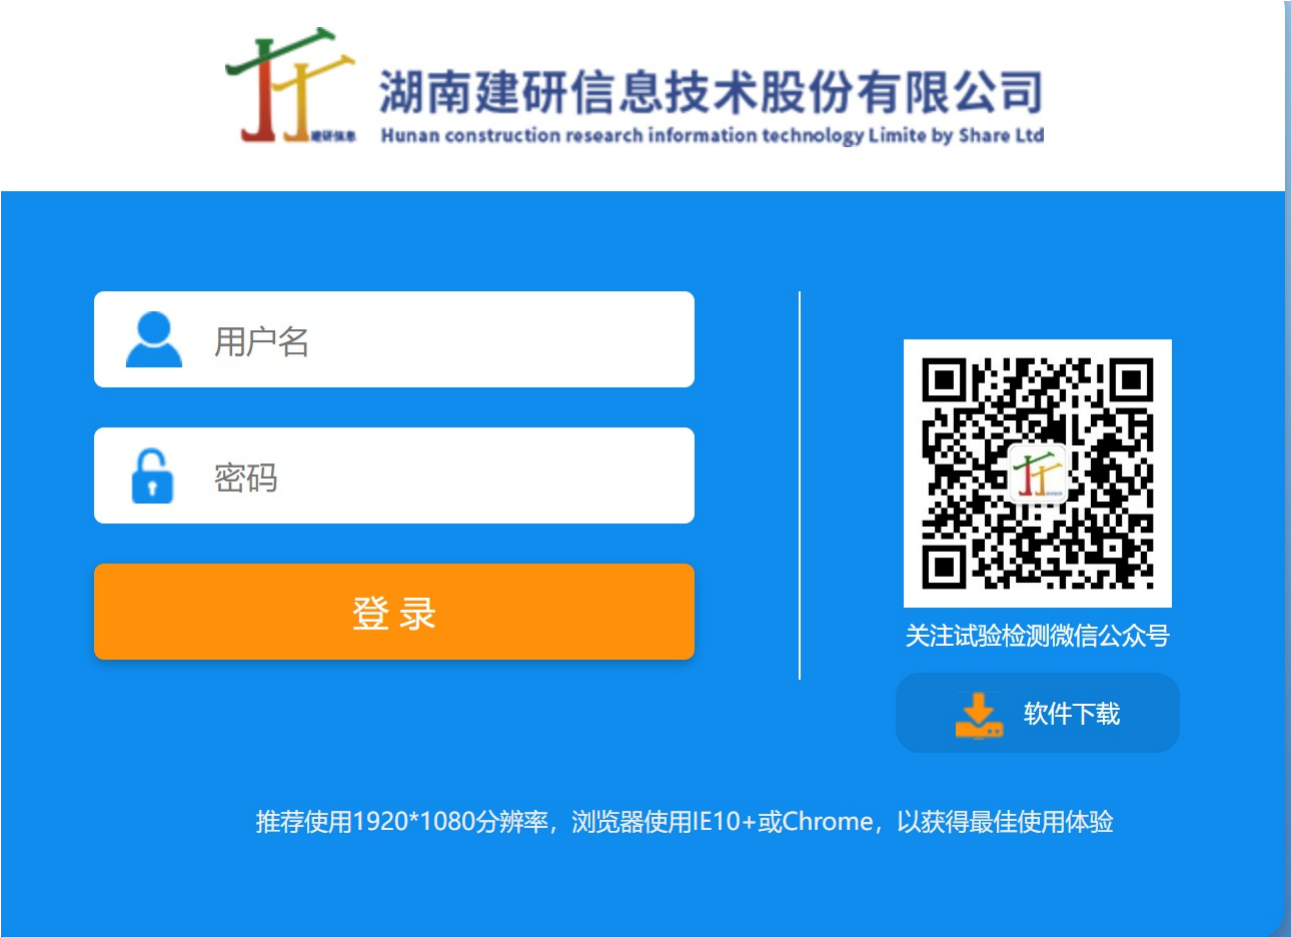 湖南建研信息技术股份有限公司
Hunan construction research information technology Limite by Share Ltd
建研信息
用户名
密码
登 录
关注试验检测微信公众号
软件下载
推荐使用1920*1080分辨率，浏览器使用IE10+或Chrome，以获得最佳使用体验